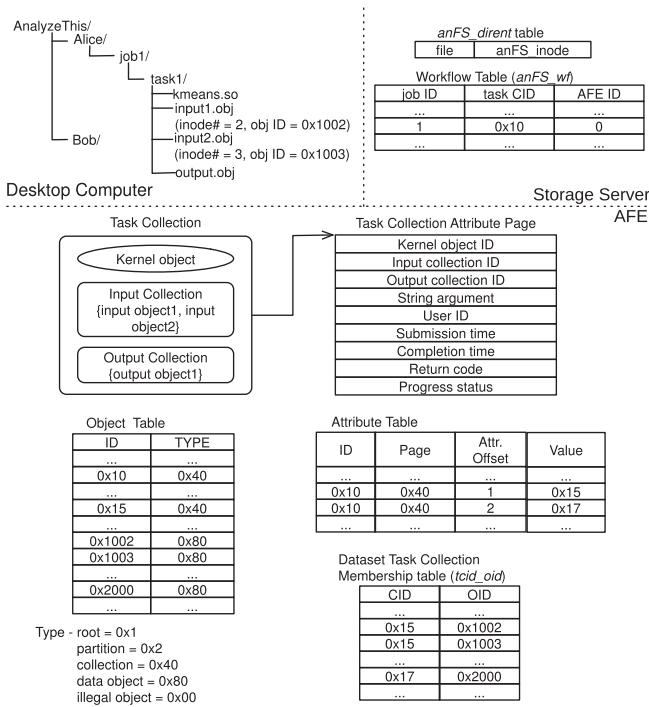 AnalyzeThis/
Alice/
job1/
task1/
kmeans.so
input1.obj
(inode# = 2, obj ID = 0x1002)
input2.obj
(inode# = 3, obj ID = 0x1003)
output.obj
Bob/
Desktop Computer
anFS_dirent table
file anFS_inode
Workflow Table (anFS_wf)
job ID task CID AFE ID
... ... ...
1 0x10 0
... ... ...
Storage Server
AFE
Task Collection
Kernel object
Input Collection
{input object1, input
object2}
Output Collection
{output object1}
Task Collection Attribute Page
Kernel object ID
Input collection ID
Output collection ID
String argument
User ID
Submission time
Completion time
Return code
Progress status
Object Table
ID TYPE
... ...
0x10 0x40
... ...
0x15 0x40
... ...
0x1002 0x80
0x1003 0x80
... ...
0x2000 0x80
... ...
Type - root = 0x1
partition = 0x2
collection = 0x40
data object = 0x80
illegal object = 0x00
Attribute Table
ID Page Attr. Offset Value
... ... ... ...
0x10 0x40 1 0x15
0x10 0x40 2 0x17
... ... ... ...
Dataset Task Collection
Membership table (tcid_oid)
CID OID
... ...
0x15 0x1002
0x15 0x1003
... ...
0x17 0x2000
... ...